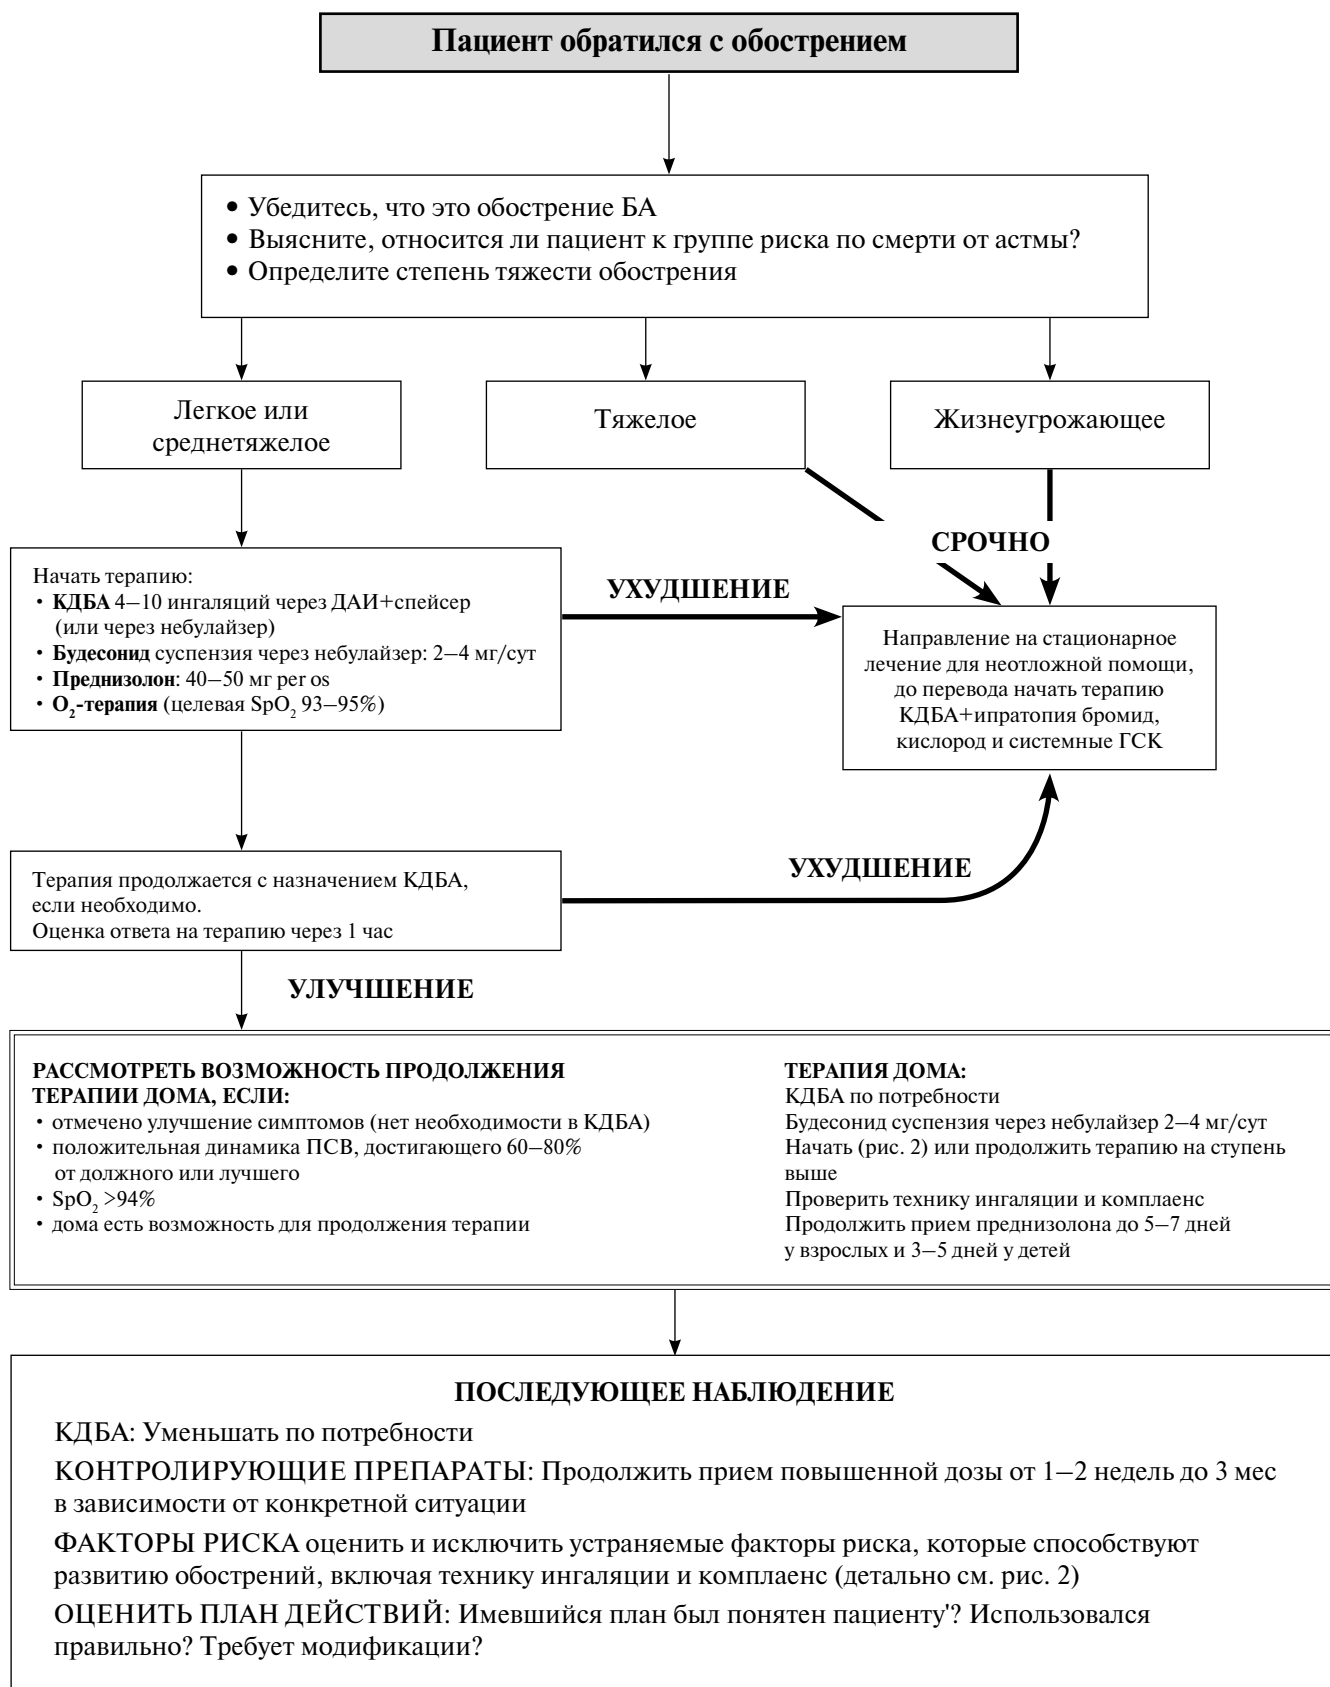 Пациент обратился с обострением
• Убедитесь, что это обострение БА
• Выясните, относится ли пациент к группе риска по смерти от астмы?
• Определите степень тяжести обострения
Легкое или
среднетяжелое
Тяжелое
Жизнеугрожающее
СРОЧНО
Начать терапию:
• КДБА 4–10 ингаляций через ДАИ+спейсер
(или через небулайзер)
• Будесонид суспензия через небулайзер: 2–4 мг/сут
• Преднизолон: 40–50 мг per os
• O₂-терапия (целевая SpO₂ 93–95%)
УХУДШЕНИЕ
Направление на стационарное
лечение для неотложной помощи,
до перевода начать терапию
КДБА+ипратопия бромид,
кислород и системные ГСК
Терапия продолжается с назначением КДБА,
если необходимо.
Оценка ответа на терапию через 1 час
УХУДШЕНИЕ
УЛУЧШЕНИЕ
РАССМОТРЕТЬ ВОЗМОЖНОСТЬ ПРОДОЛЖЕНИЯ
ТЕРАПИИ ДОМА, ЕСЛИ:
• отмечено улучшение симптомов (нет необходимости в КДБА)
• положительная динамика ПСВ, достигающего 60–80%
от должного или лучшего
• SpO₂ >94%
• дома есть возможность для продолжения терапии
ТЕРАПИЯ ДОМА:
КДБА по потребности
Будесонид суспензия через небулайзер 2–4 мг/сут
Начать (рис. 2) или продолжить терапию на ступень
выше
Проверить технику ингаляции и комплаенс
Продолжить прием преднизолона до 5–7 дней
у взрослых и 3–5 дней у детей
ПОСЛЕДУЮЩЕЕ НАБЛЮДЕНИЕ
КДБА: Уменьшать по потребности
КОНТРОЛИРУЮЩИЕ ПРЕПАРАТЫ: Продолжить прием повышенной дозы от 1–2 недель до 3 мес
в зависимости от конкретной ситуации
ФАКТОРЫ РИСКА оценить и исключить устраняемые факторы риска, которые способствуют
развитию обострений, включая технику ингаляции и комплаенс (детально см. рис. 2)
ОЦЕНИТЬ ПЛАН ДЕЙСТВИЙ: Имевшийся план был понятен пациенту'? Использовался
правильно? Требует модификации?